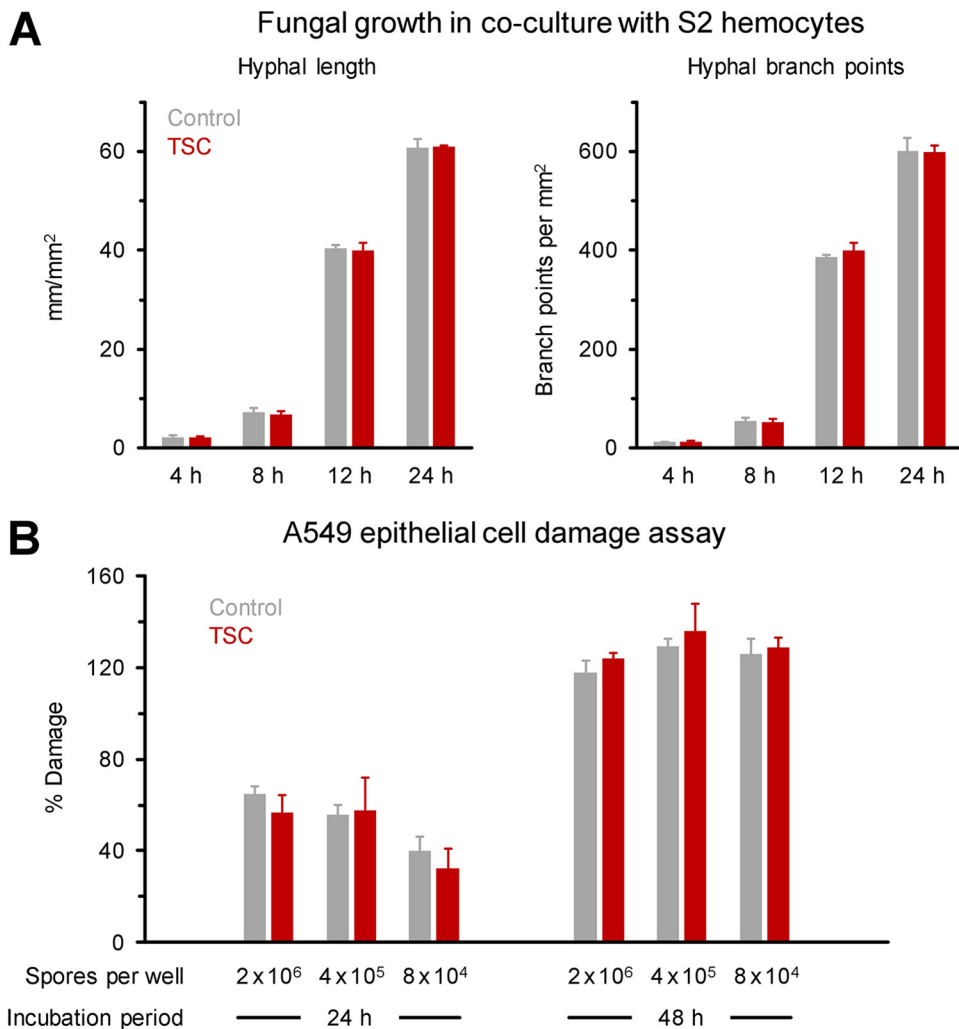 A
Fungal growth in co-culture with S2 hemocytes
Hyphal length
Control
TSC
60
40
20
0
mm/mm²
4 h 8 h 12 h 24 h
Hyphal branch points
600
400
200
0
Branch points per mm²
4 h 8 h 12 h 24 h
B
A549 epithelial cell damage assay
Control
TSC
160
120
80
40
0
% Damage
Spores per well 2 x 10⁶ 4 x 10⁵ 8 x 10⁴ 2 x 10⁶ 4 x 10⁵ 8 x 10⁴
Incubation period 24 h 48 h